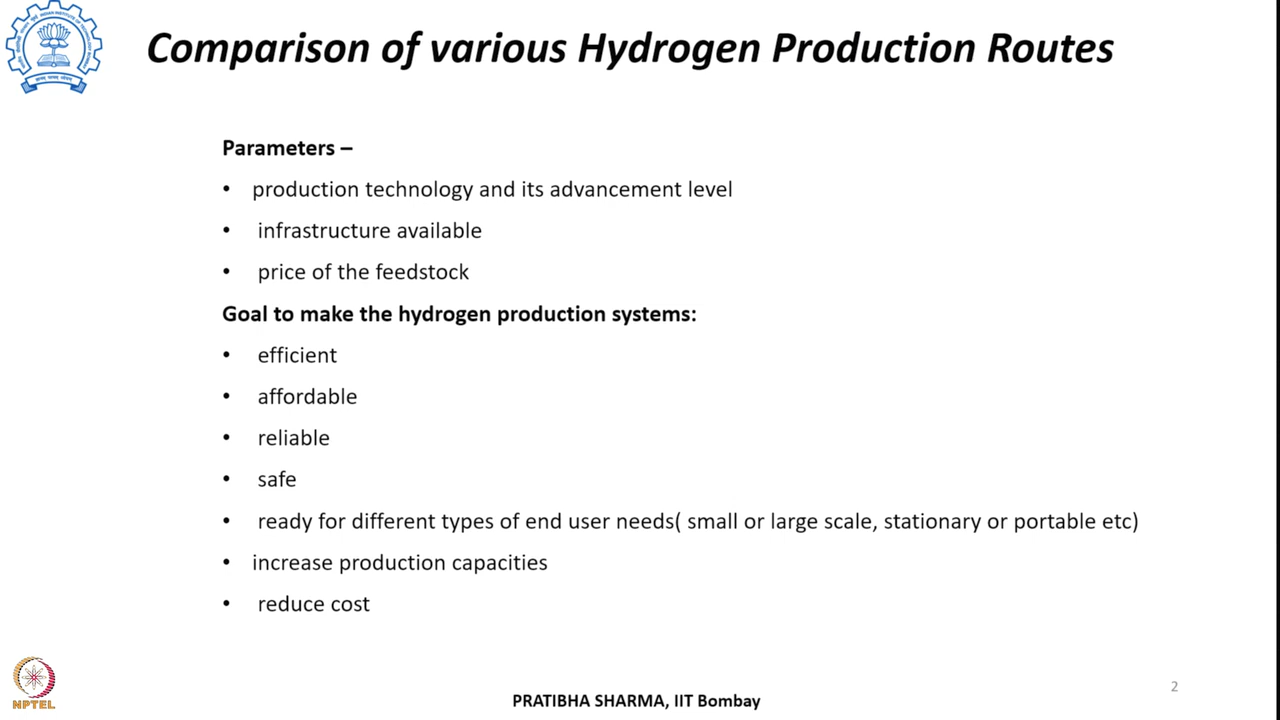 Comparison of various Hydrogen Production Routes
Parameters –
• production technology and its advancement level
• infrastructure available
• price of the feedstock
Goal to make the hydrogen production systems:
• efficient
• affordable
• reliable
• safe
• ready for different types of end user needs( small or large scale, stationary or portable etc)
• increase production capacities
• reduce cost
NPTEL
PRATIBHA SHARMA, IIT Bombay
2